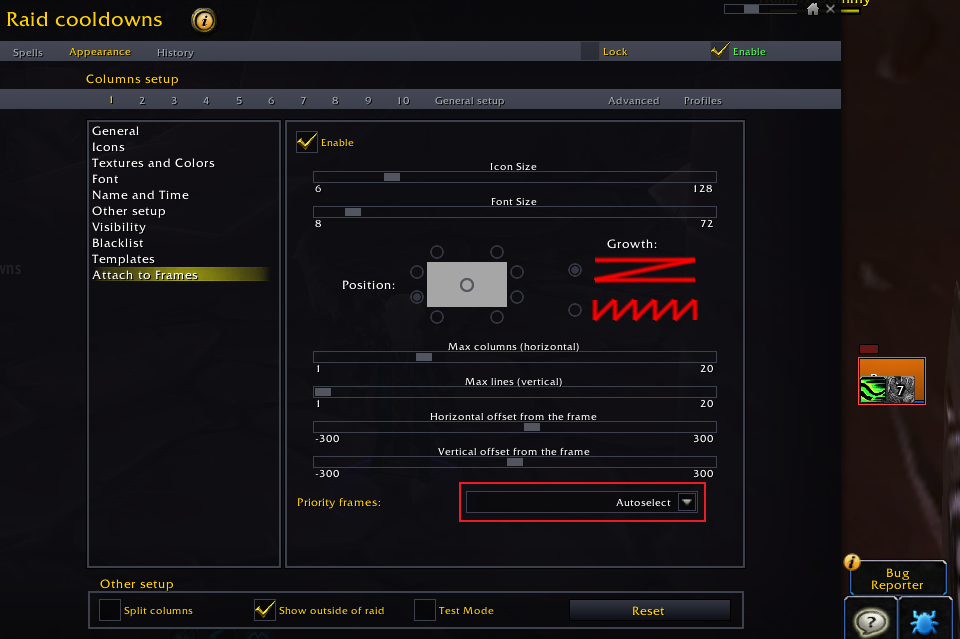 Raid cooldowns
Spells Appearance History Lock Enable
Columns setup
1 2 3 4 5 6 7 8 9 10 General setup Advanced Profiles
General
Icons
Textures and Colors
Font
Name and Time
Other setup
Visibility
Blacklist
Templates
Attach to Frames
Enable
Icon Size
6 128
Font Size
8 72
Position:
Growth:
Max columns (horizontal)
1 20
Max lines (vertical)
1 20
Horizontal offset from the frame
-300 300
Vertical offset from the frame
-300 300
Priority frames: Autoselect
Other setup
Split columns Show outside of raid Test Mode Reset
7
Bug
Reporter
?